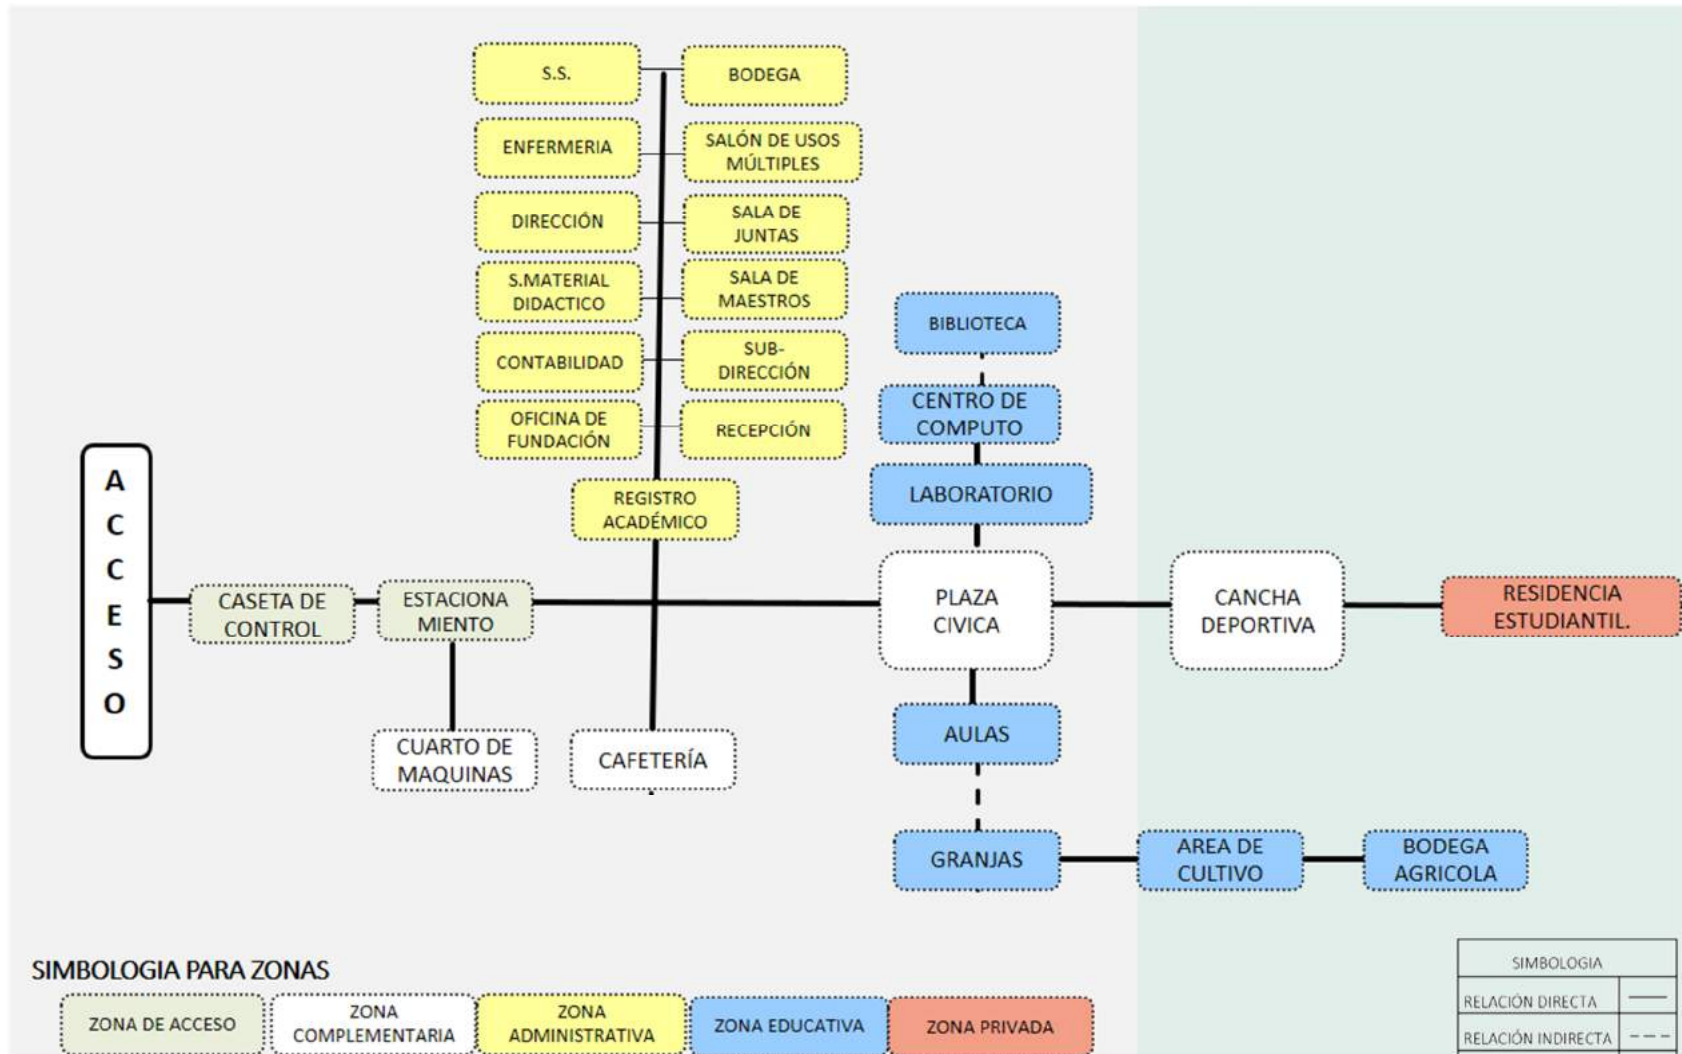 S.S.
BODEGA
ENFERMERIA
SALÓN DE USOS
MÚLTIPLES
DIRECCIÓN
SALA DE
JUNTAS
S.MATERIAL
DIDACTICO
SALA DE
MAESTROS
CONTABILIDAD
SUB-
DIRECCIÓN
OFICINA DE
FUNDACIÓN
RECEPCIÓN
REGISTRO
ACADÉMICO
BIBLIOTECA
CENTRO DE
COMPUTO
LABORATORIO
A
C
C
E
S
O
CASETA DE
CONTROL
ESTACIONA
MIENTO
PLAZA
CIVICA
CANCHA
DEPORTIVA
RESIDENCIA
ESTUDIANTIL.
CUARTO DE
MAQUINAS
CAFETERÍA
AULAS
GRANJAS
AREA DE
CULTIVO
BODEGA
AGRICOLA
SIMBOLOGIA PARA ZONAS
ZONA DE ACCESO
ZONA
COMPLEMENTARIA
ZONA
ADMINISTRATIVA
ZONA EDUCATIVA
ZONA PRIVADA
SIMBOLOGIA
RELACIÓN DIRECTA
RELACIÓN INDIRECTA